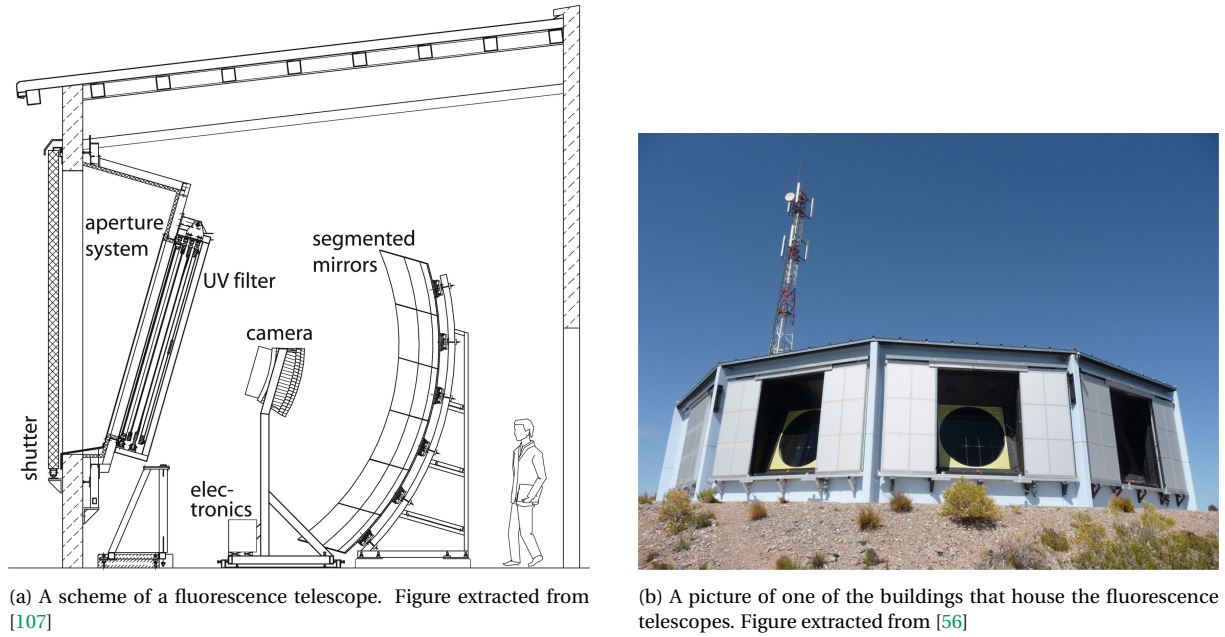 aperture
system
UV filter
segmented
mirrors
camera
shutter
elec-
tronics
(a) A scheme of a fluorescence telescope. Figure extracted from
[107]
(b) A picture of one of the buildings that house the fluorescence
telescopes. Figure extracted from [56]